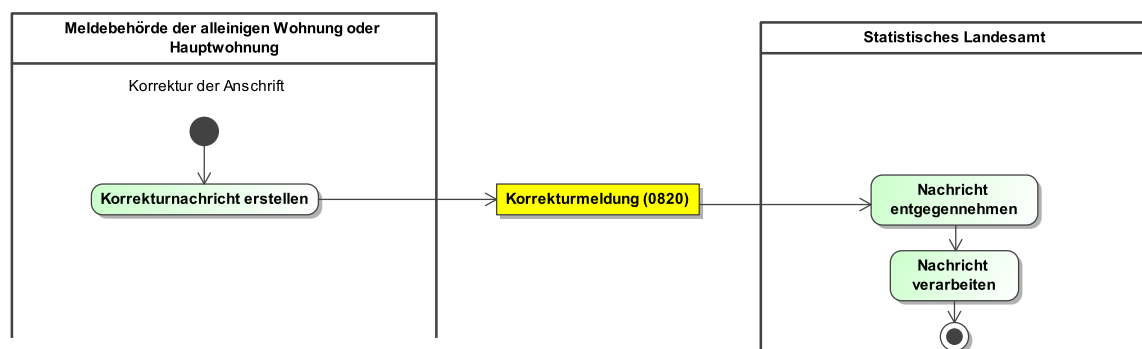 Meldebehörde der alleinigen Wohnung oder
Hauptwohnung
Korrektur der Anschrift
Korrekturnachricht erstellen
Korrekturmeldung (0820)
Statistisches Landesamt
Nachricht
entgegennehmen
Nachricht
verarbeiten